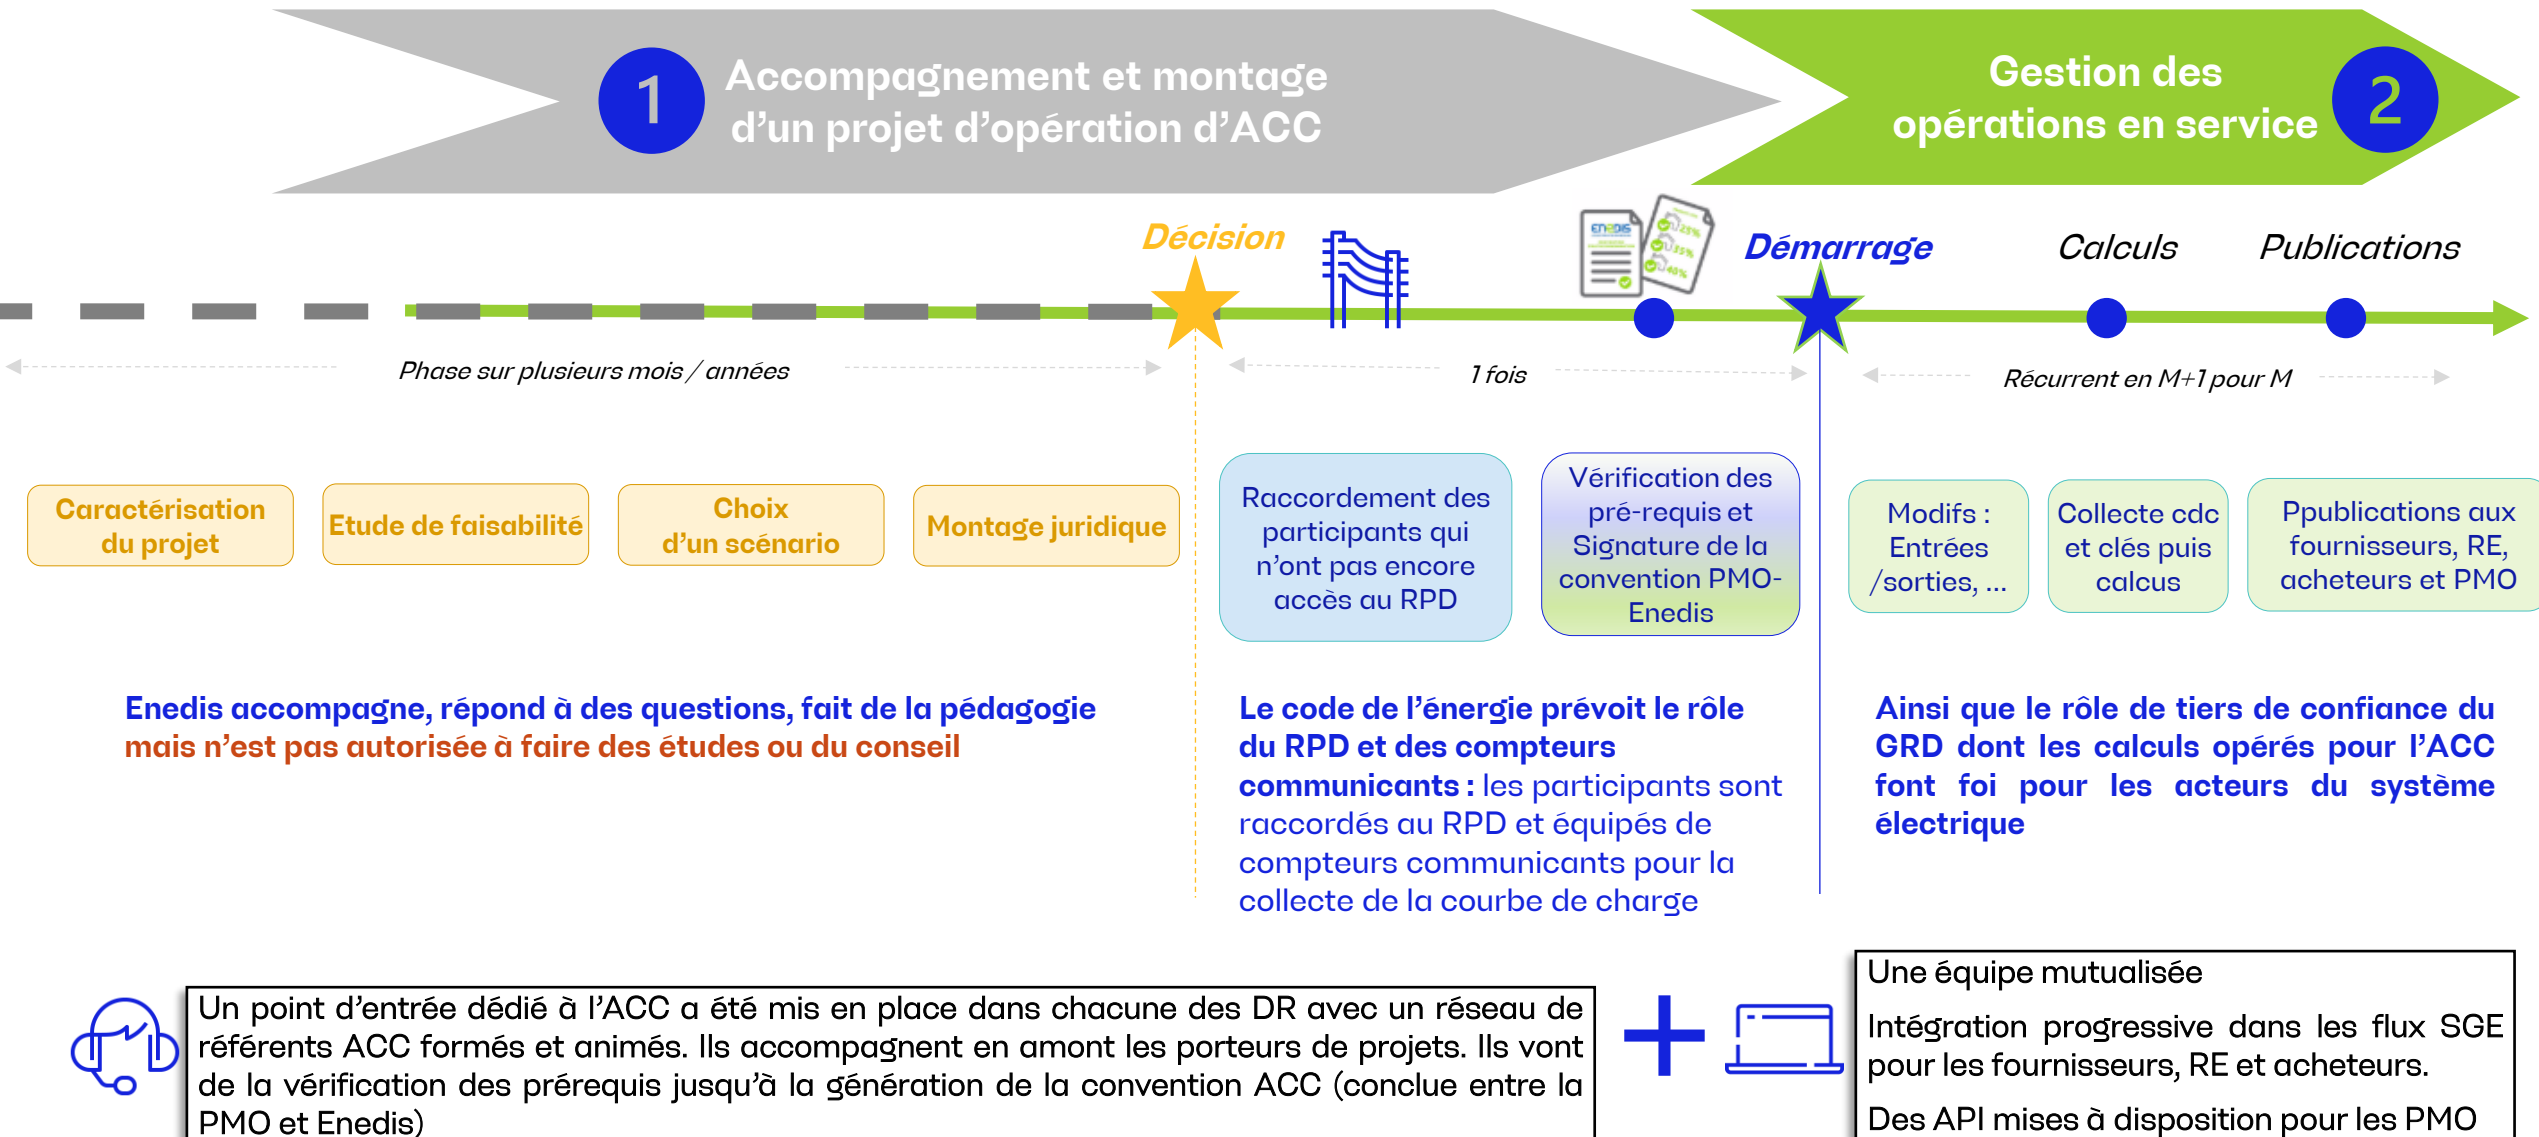 1
Accompagnement et montage
d’un projet d’opération d’ACC
Gestion des
opérations en service
2
Décision
ENEDIS
25%
35%
40%
Démarrage
Calculs
Publications
Phase sur plusieurs mois / années
1 fois
Récurrent en M+1 pour M
Caractérisation
du projet
Etude de faisabilité
Choix
d’un scénario
Montage juridique
Raccordement des
participants qui
n’ont pas encore
accès au RPD
Vérification des
pré-requis et
Signature de la
convention PMO-
Enedis
Modifs :
Entrées
/sorties, ...
Collecte cdc
et clés puis
calcus
Ppublications aux
fournisseurs, RE,
acheteurs et PMO
Enedis accompagne, répond à des questions, fait de la pédagogie
mais n’est pas autorisée à faire des études ou du conseil
Le code de l’énergie prévoit le rôle
du RPD et des compteurs
communicants : les participants sont
raccordés au RPD et équipés de
compteurs communicants pour la
collecte de la courbe de charge
Ainsi que le rôle de tiers de confiance du
GRD dont les calculs opérés pour l’ACC
font foi pour les acteurs du système
électrique
Un point d’entrée dédié à l’ACC a été mis en place dans chacune des DR avec un réseau de
référents ACC formés et animés. Ils accompagnent en amont les porteurs de projets. Ils vont
de la vérification des prérequis jusqu’à la génération de la convention ACC (conclue entre la
PMO et Enedis)
Une équipe mutualisée
Intégration progressive dans les flux SGE
pour les fournisseurs, RE et acheteurs.
Des API mises à disposition pour les PMO